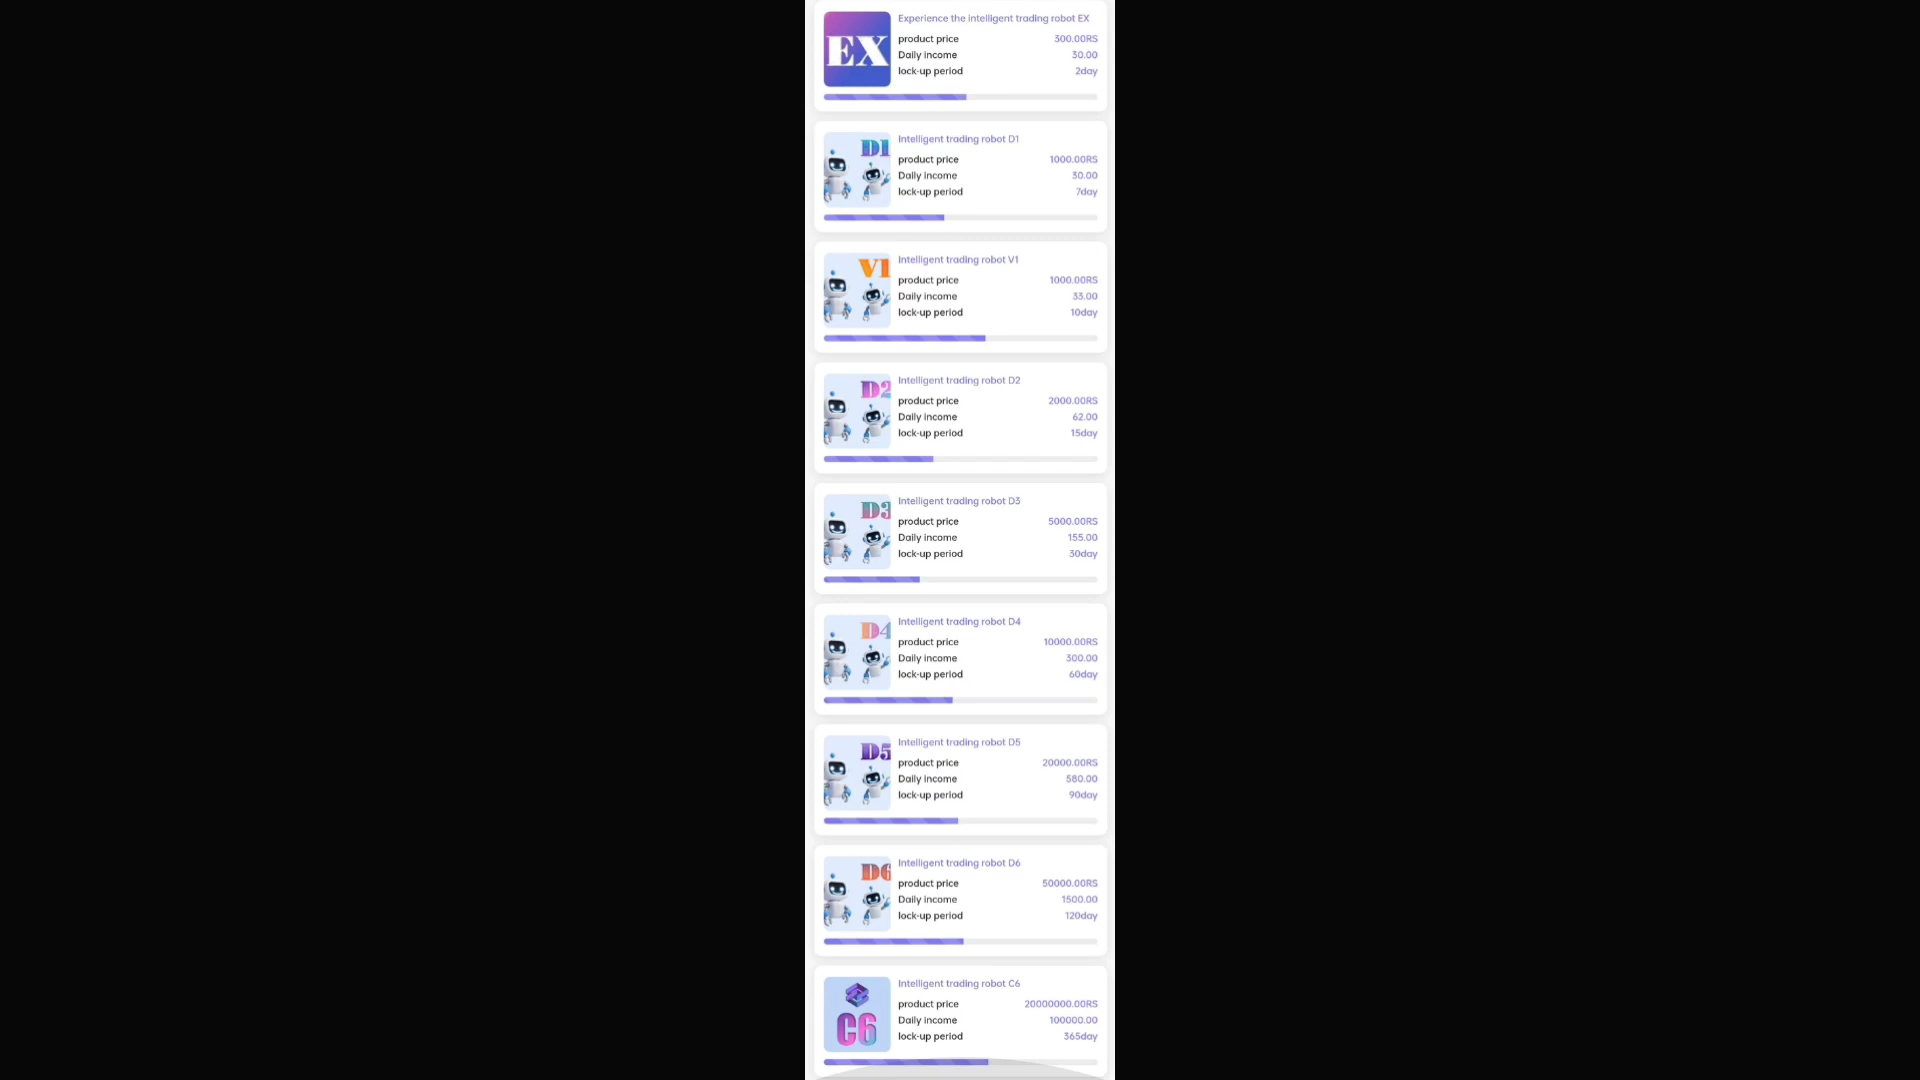 EX
Experience the intelligent trading robot EX
product price 300.00RS
Daily income 30.00
lock-up period 2day
D1
Intelligent trading robot D1
product price 1000.00RS
Daily income 30.00
lock-up period 7day
V1
Intelligent trading robot V1
product price 1000.00RS
Daily income 33.00
lock-up period 10day
D2
Intelligent trading robot D2
product price 2000.00RS
Daily income 62.00
lock-up period 15day
D3
Intelligent trading robot D3
product price 5000.00RS
Daily income 155.00
lock-up period 30day
D4
Intelligent trading robot D4
product price 10000.00RS
Daily income 300.00
lock-up period 60day
D5
Intelligent trading robot D5
product price 20000.00RS
Daily income 580.00
lock-up period 90day
D6
Intelligent trading robot D6
product price 50000.00RS
Daily income 1500.00
lock-up period 120day
C6
Intelligent trading robot C6
product price 20000000.00RS
Daily income 100000.00
lock-up period 365day